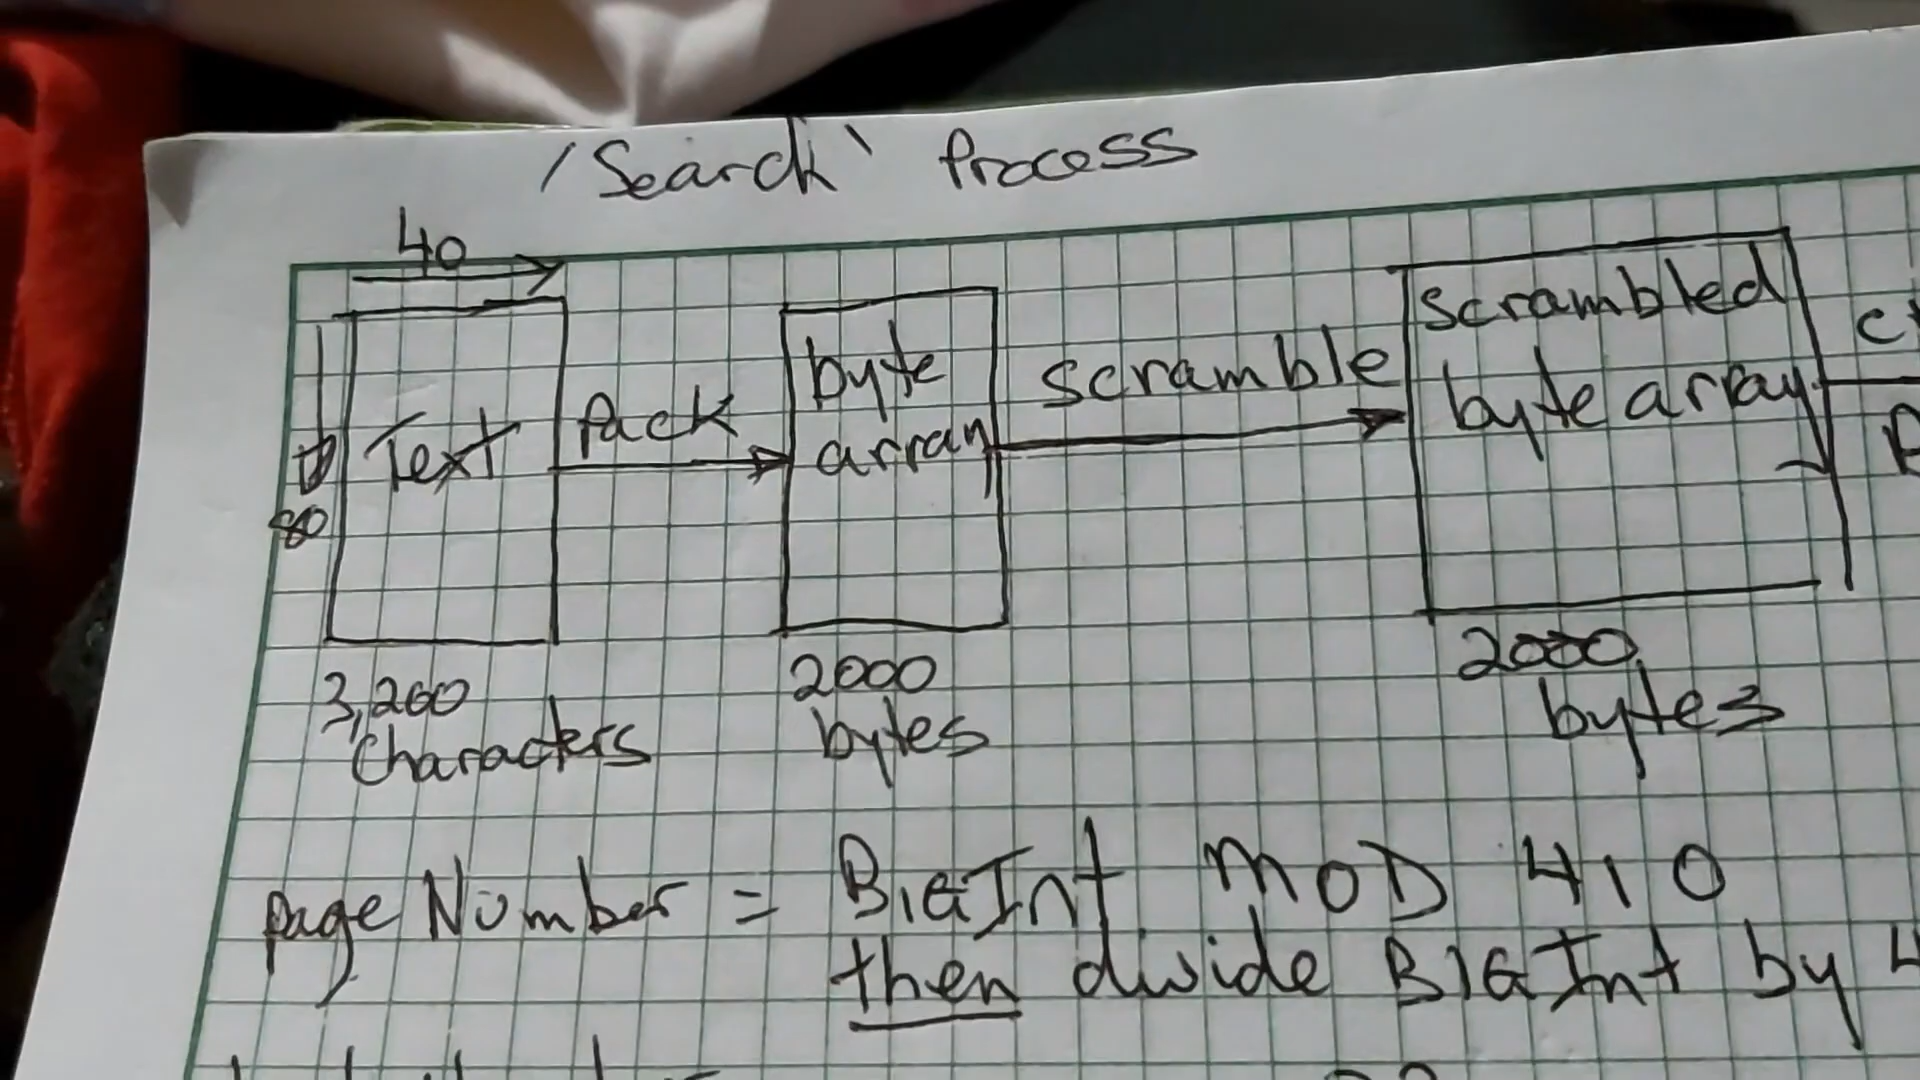 'Search' Process
40
80
Text
Pack
byte
array
scramble
scrambled
byte array
3,200
Characters
2000
bytes
2000
bytes
page Number = BIGInt MOD 410
then divide BIGInt by 4